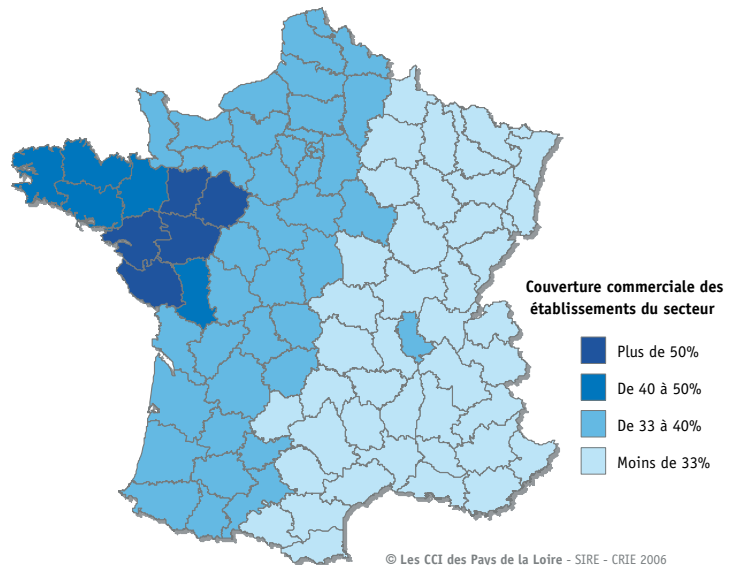 Couverture commerciale des
établissements du secteur
Plus de 50%
De 40 à 50%
De 33 à 40%
Moins de 33%
© Les CCI des Pays de la Loire - SIRE - CRIE 2006